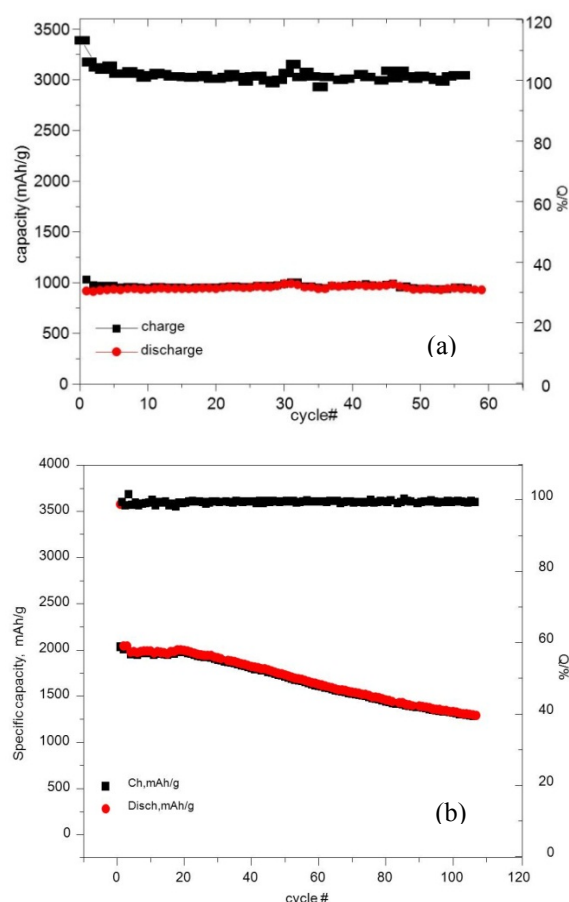 3500
3000
2500
2000
1500
1000
500
0
capacity(mAh/g)
120
100
80
60
40
20
0
Q/%
charge
discharge
(a)
0 10 20 30 40 50 60
cycle#
4000
3500
3000
2500
2000
1500
1000
500
0
Specific capacity, mAh/g
100
80
60
40
20
0
Q/%
Ch,mAh/g
Disch,mAh/g
(b)
0 20 40 60 80 100 120
cycle #